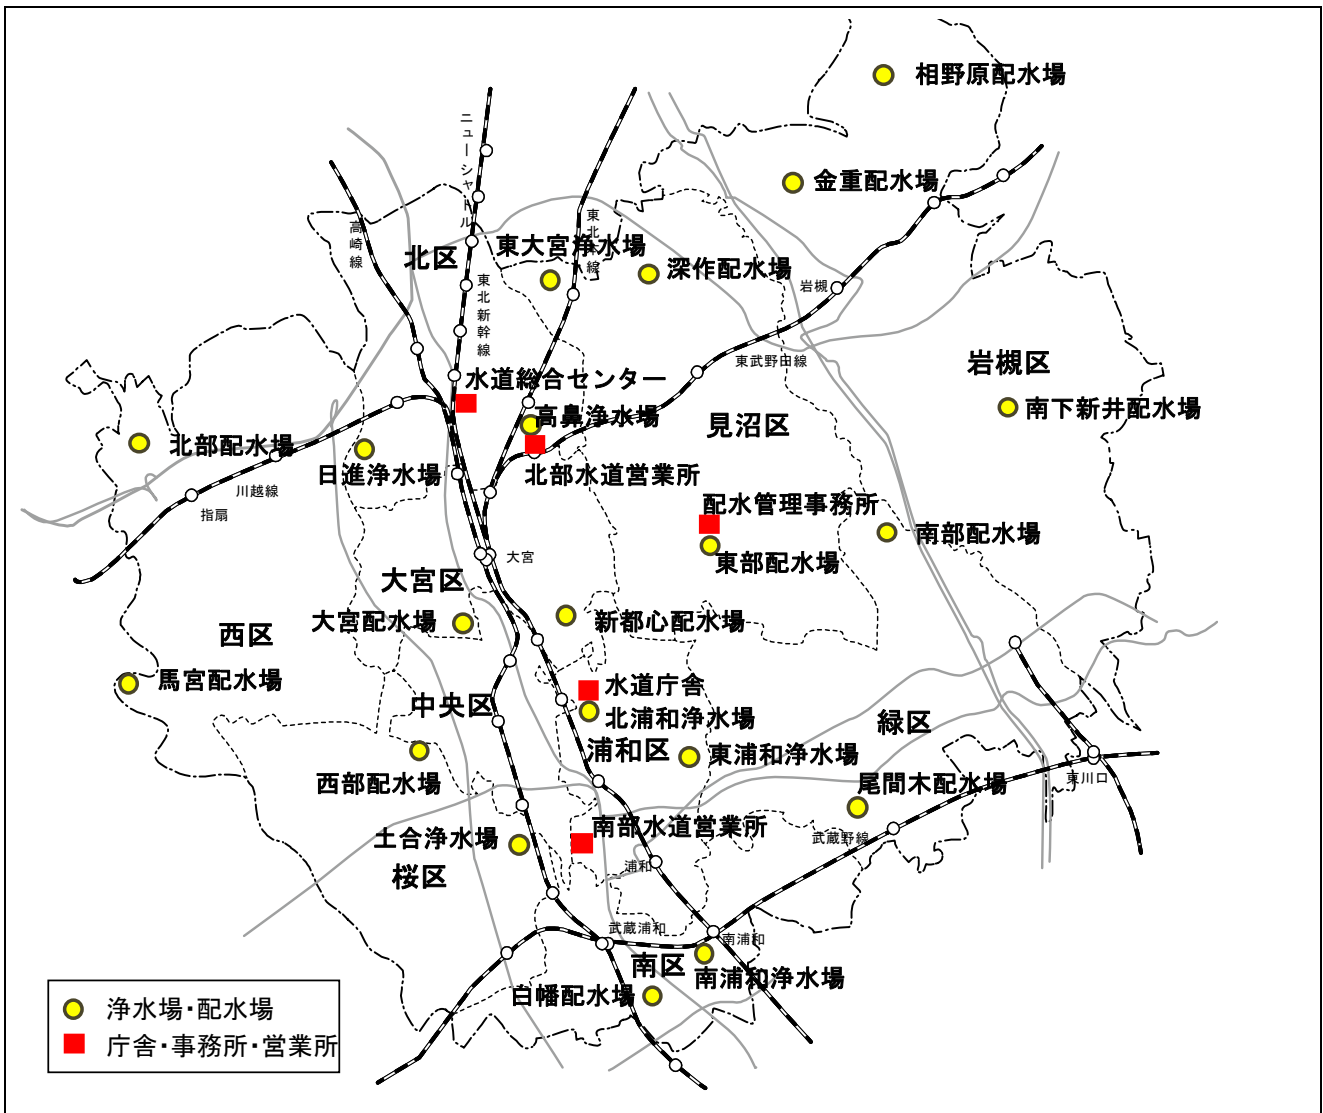 相野原配水場
金重配水場
ニューシャトル
高崎線
東北本線
北区
東大宮浄水場
深作配水場
岩槻
東北新幹線
東武野田線
岩槻区
水道総合センター
高鼻浄水場
南下新井配水場
見沼区
北部配水場
日進浄水場
北部水道営業所
川越線
指扇
配水管理事務所
南部配水場
東部配水場
大宮
大宮区
大宮配水場
新都心配水場
西区
馬宮配水場
水道庁舎
中央区
北浦和浄水場
緑区
浦和区
東浦和浄水場
西部配水場
尾間木配水場
東川口
土合浄水場
南部水道営業所
武蔵野線
浦和
桜区
武蔵浦和
南浦和
南区
南浦和浄水場
白幡配水場
浄水場・配水場
庁舎・事務所・営業所